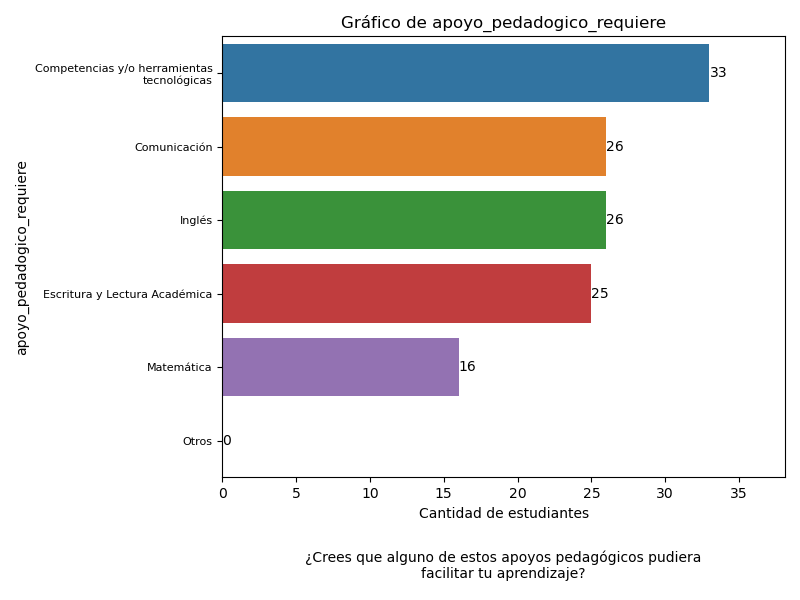 Gráfico de apoyo_pedadogico_requiere
apoyo_pedadogico_requiere
Competencias y/o herramientas
tecnológicas
33
Comunicación
26
Inglés
26
Escritura y Lectura Académica
25
Matemática
16
Otros
0
0 5 10 15 20 25 30 35
Cantidad de estudiantes
¿Crees que alguno de estos apoyos pedagógicos pudiera
facilitar tu aprendizaje?